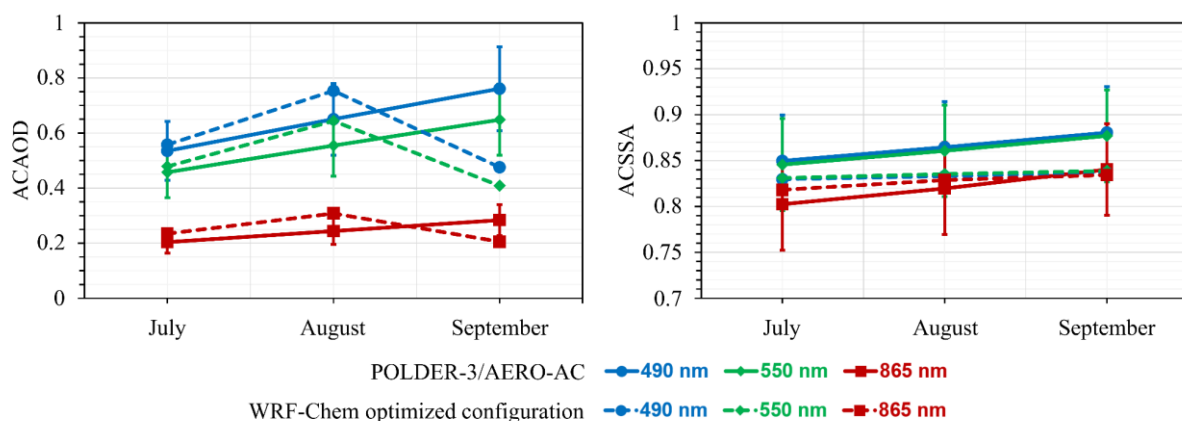 ACAOD
1
0.8
0.6
0.4
0.2
0
July August September
ACSSA
1
0.95
0.9
0.85
0.8
0.75
0.7
July August September
POLDER-3/AERO-AC 490 nm 550 nm 865 nm
WRF-Chem optimized configuration 490 nm 550 nm 865 nm